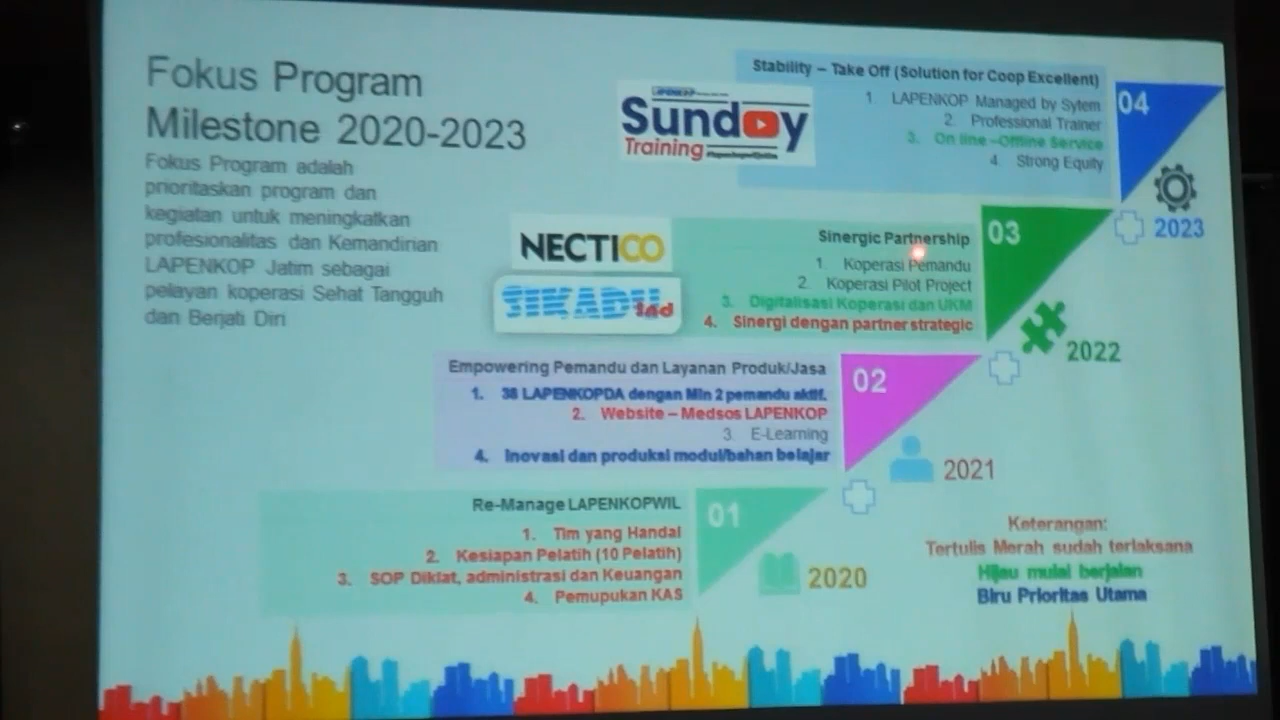 Fokus Program
Milestone 2020-2023
Fokus Program adalah
prioritaskan program dan
kegiatan untuk meningkatkan
profesionalitas dan Kemandirian
LAPENKOP Jatim sebagai
pelayan koperasi Sehat Tangguh
dan Berjati Diri
Sunday
Training
Stability – Take Off (Solution for Coop Excellent)
1. LAPENKOP Managed by Sytem
2. Professional Trainer
3. On line –Offline Service
4. Strong Equity
04
2023
NECTICO
SIKADU
Sinergic Partnership
1. Koperasi Pemandu
2. Koperasi Pilot Project
3. Digitalisasi Koperasi dan UKM
4. Sinergi dengan partner strategic
03
2022
Empowering Pemandu dan Layanan Produk/Jasa
1. 38 LAPENKOPDA dengan Min 2 pemandu aktif.
2. Website – Medsos LAPENKOP
3. E-Learning
4. Inovasi dan produksi modul/bahan belajar
02
2021
Re-Manage LAPENKOPWIL
1. Tim yang Handal
2. Kesiapan Pelatih (10 Pelatih)
3. SOP Diklat, administrasi dan Keuangan
4. Pemupukan KAS
01
2020
Keterangan:
Tertulis Merah sudah terlaksana
Hijau mulai berjalan
Biru Prioritas Utama